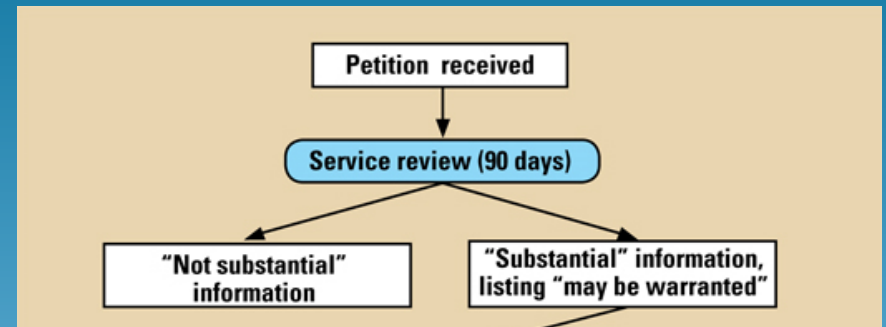 Petition received
Service review (90 days)
“Not substantial”
information
“Substantial” information,
listing “may be warranted”